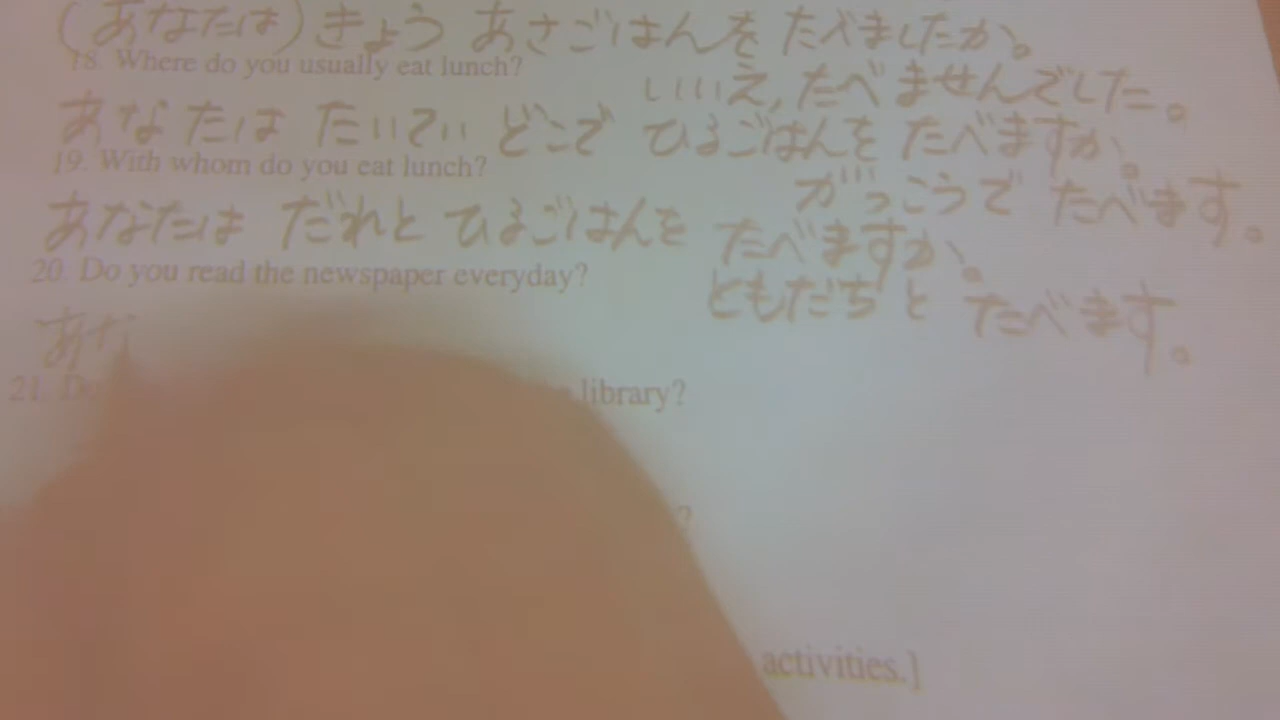 (あなたは)きょう あさごはんを たべましたか。
18. Where do you usually eat lunch?
いいえ, たべませんでした。
あなたは たいてい どこで ひるごはんを たべますか。
19. With whom do you eat lunch?
がっこうで たべます。
あなたは だれと ひるごはんを たべますか。
20. Do you read the newspaper everyday?
ともだちと たべます。
あな
21. library?
?
activities.]